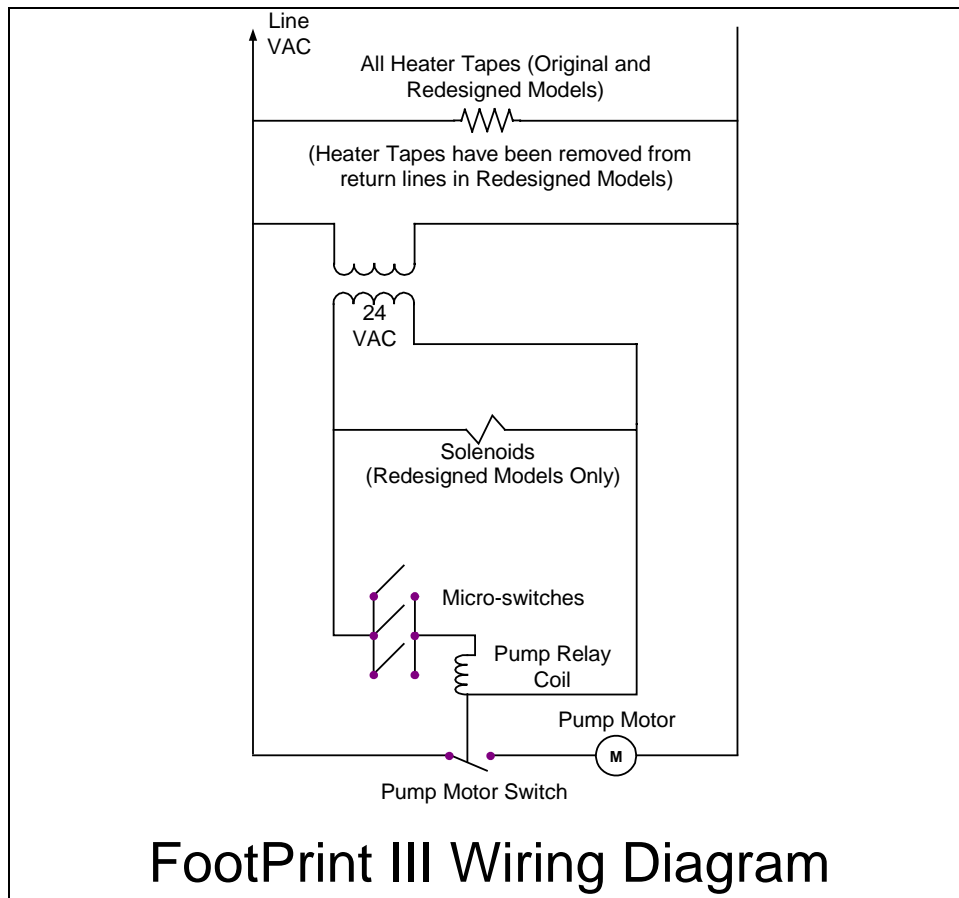 Line
VAC
All Heater Tapes (Original and
Redesigned Models)
(Heater Tapes have been removed from
return lines in Redesigned Models)
24
VAC
Solenoids
(Redesigned Models Only)
Micro-switches
Pump Relay
Coil
Pump Motor
M
Pump Motor Switch
FootPrint III Wiring Diagram